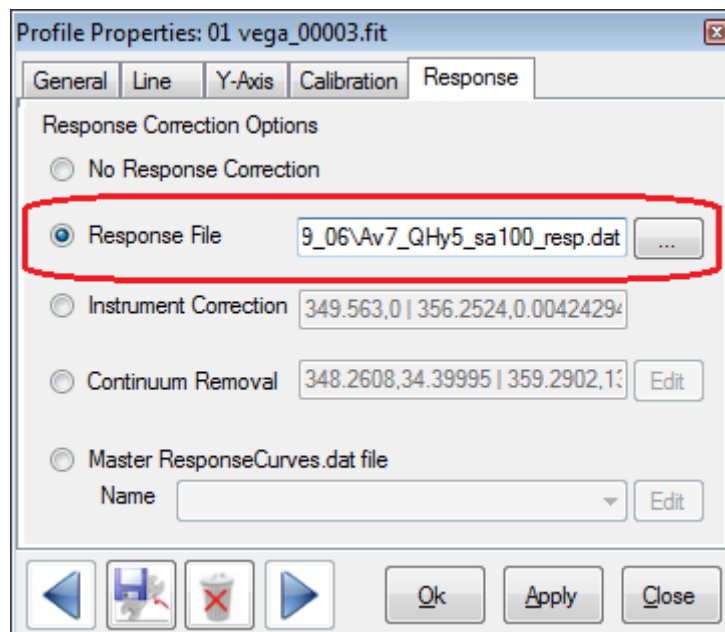 Profile Properties: 01 vega_00003.fit
General Line Y-Axis Calibration Response
Response Correction Options
No Response Correction
Response File 9_06\Av7_QHy5_sa100_resp.dat ...
Instrument Correction 349.563,0 | 356.2524,0.00424294
Continuum Removal 348.2608,34.39995 | 359.2902,13 Edit
Master ResponseCurves.dat file
Name Edit
Ok Apply Close